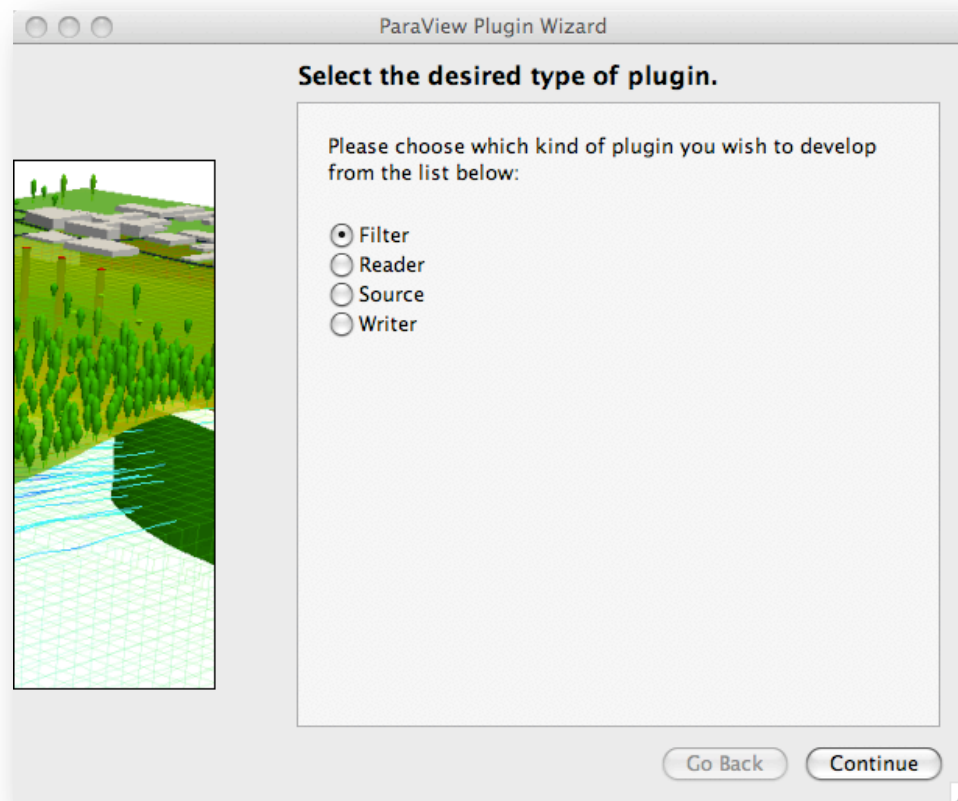 ParaView Plugin Wizard
Select the desired type of plugin.
Please choose which kind of plugin you wish to develop
from the list below:
Filter
Reader
Source
Writer
Go Back
Continue